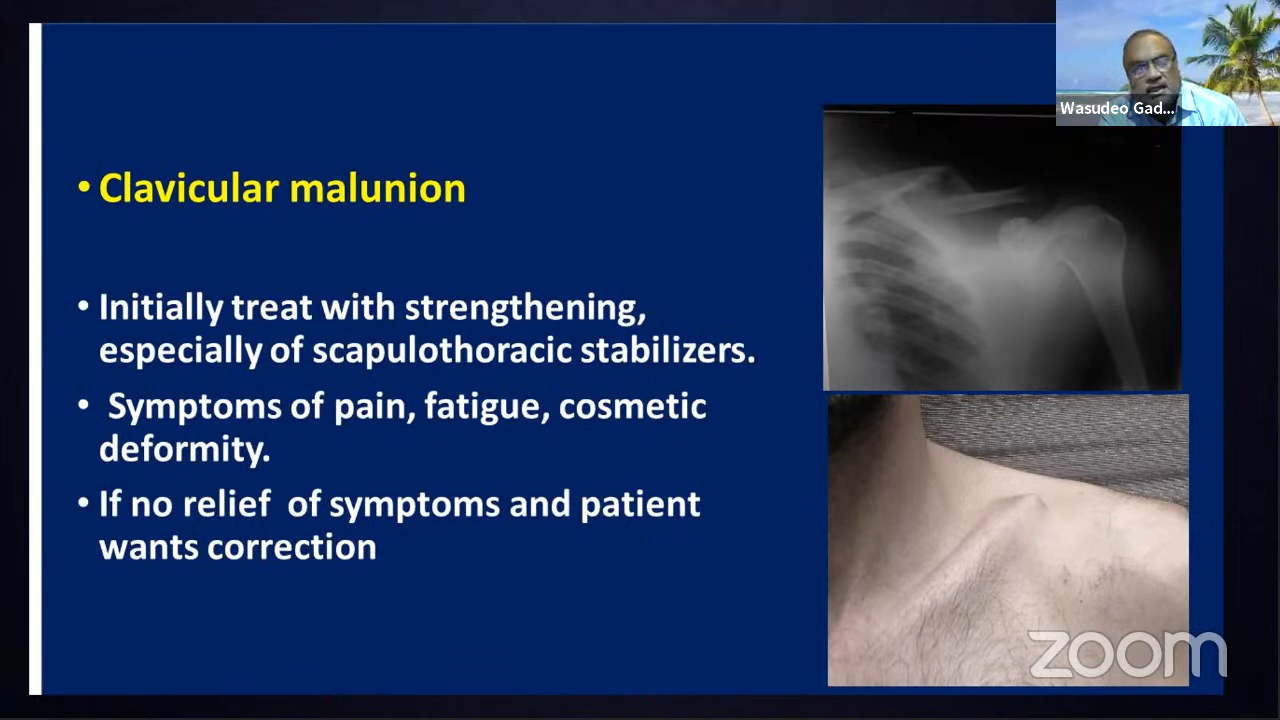 Wasudeo Gad...
• Clavicular malunion
• Initially treat with strengthening,
especially of scapulothoracic stabilizers.
• Symptoms of pain, fatigue, cosmetic
deformity.
• If no relief of symptoms and patient
wants correction
zoom